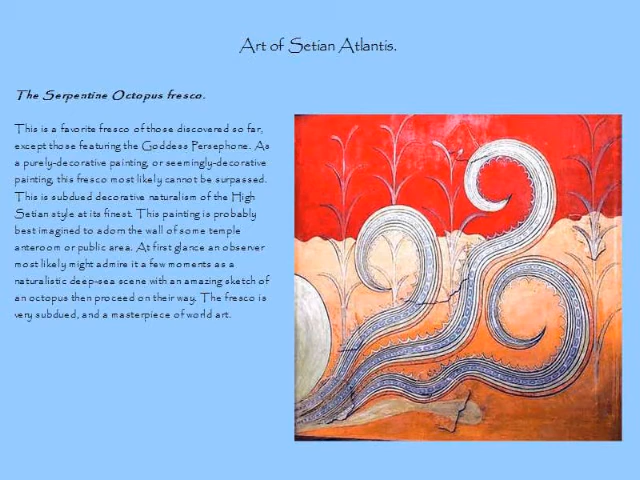 Art of Setian Atlantis.
The Serpentine Octopus fresco.
This is a favorite fresco of those discovered so far,
except those featuring the Goddess Persephone. As
a purely-decorative painting, or seemingly-decorative
painting, this fresco most likely cannot be surpassed.
This is subdued decorative naturalism of the High
Setian style at its finest. This painting is probably
best imagined to adorn the wall of some temple
anteroom or public area. At first glance an observer
most likely might admire it a few moments as a
naturalistic deep-sea scene with an amazing sketch of
an octopus then proceed on their way. The fresco is
very subdued, and a masterpiece of world art.